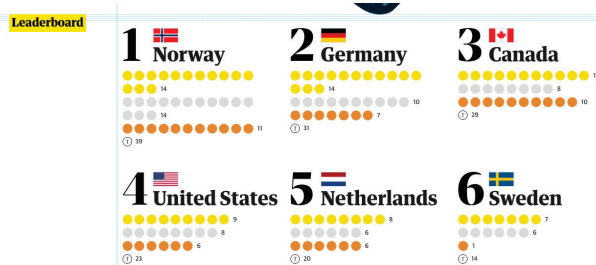 Leaderboard
1 Norway
14
14
11
T 39
2 Germany
14
10
7
T 31
3 Canada
8
10
T 29
4 United States
9
8
6
T 23
5 Netherlands
8
6
6
T 20
6 Sweden
7
6
1
T 14